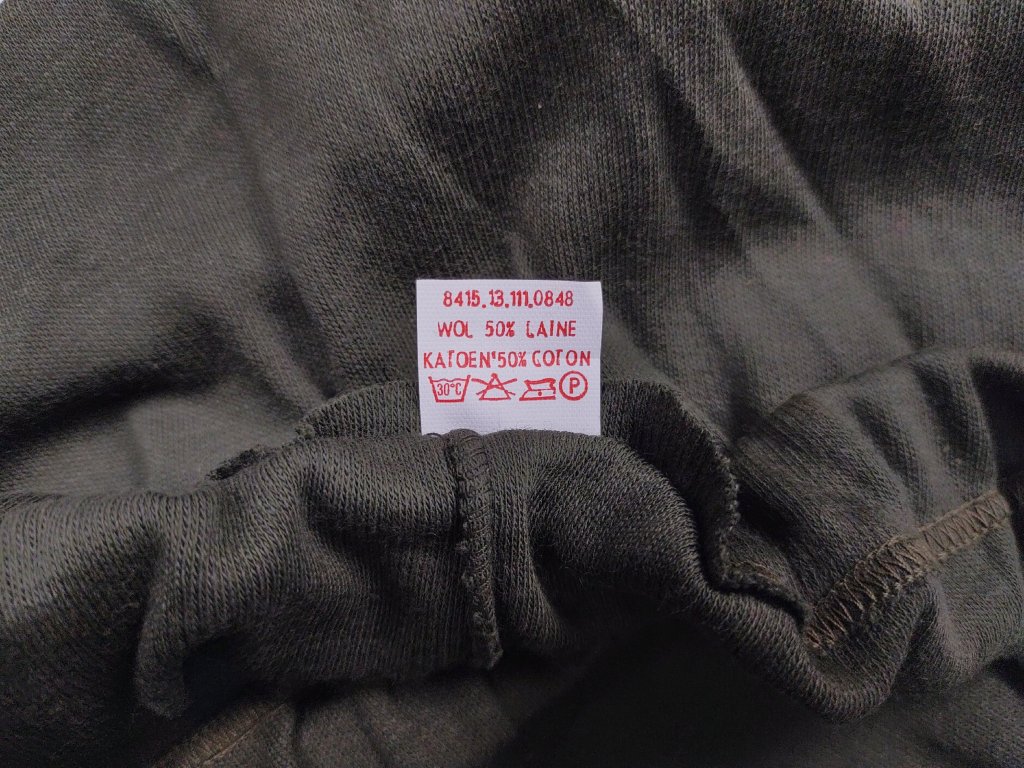 8415.13.111.0848
WOL 50% LAINE
KATOEN'50% COTON
30°C P